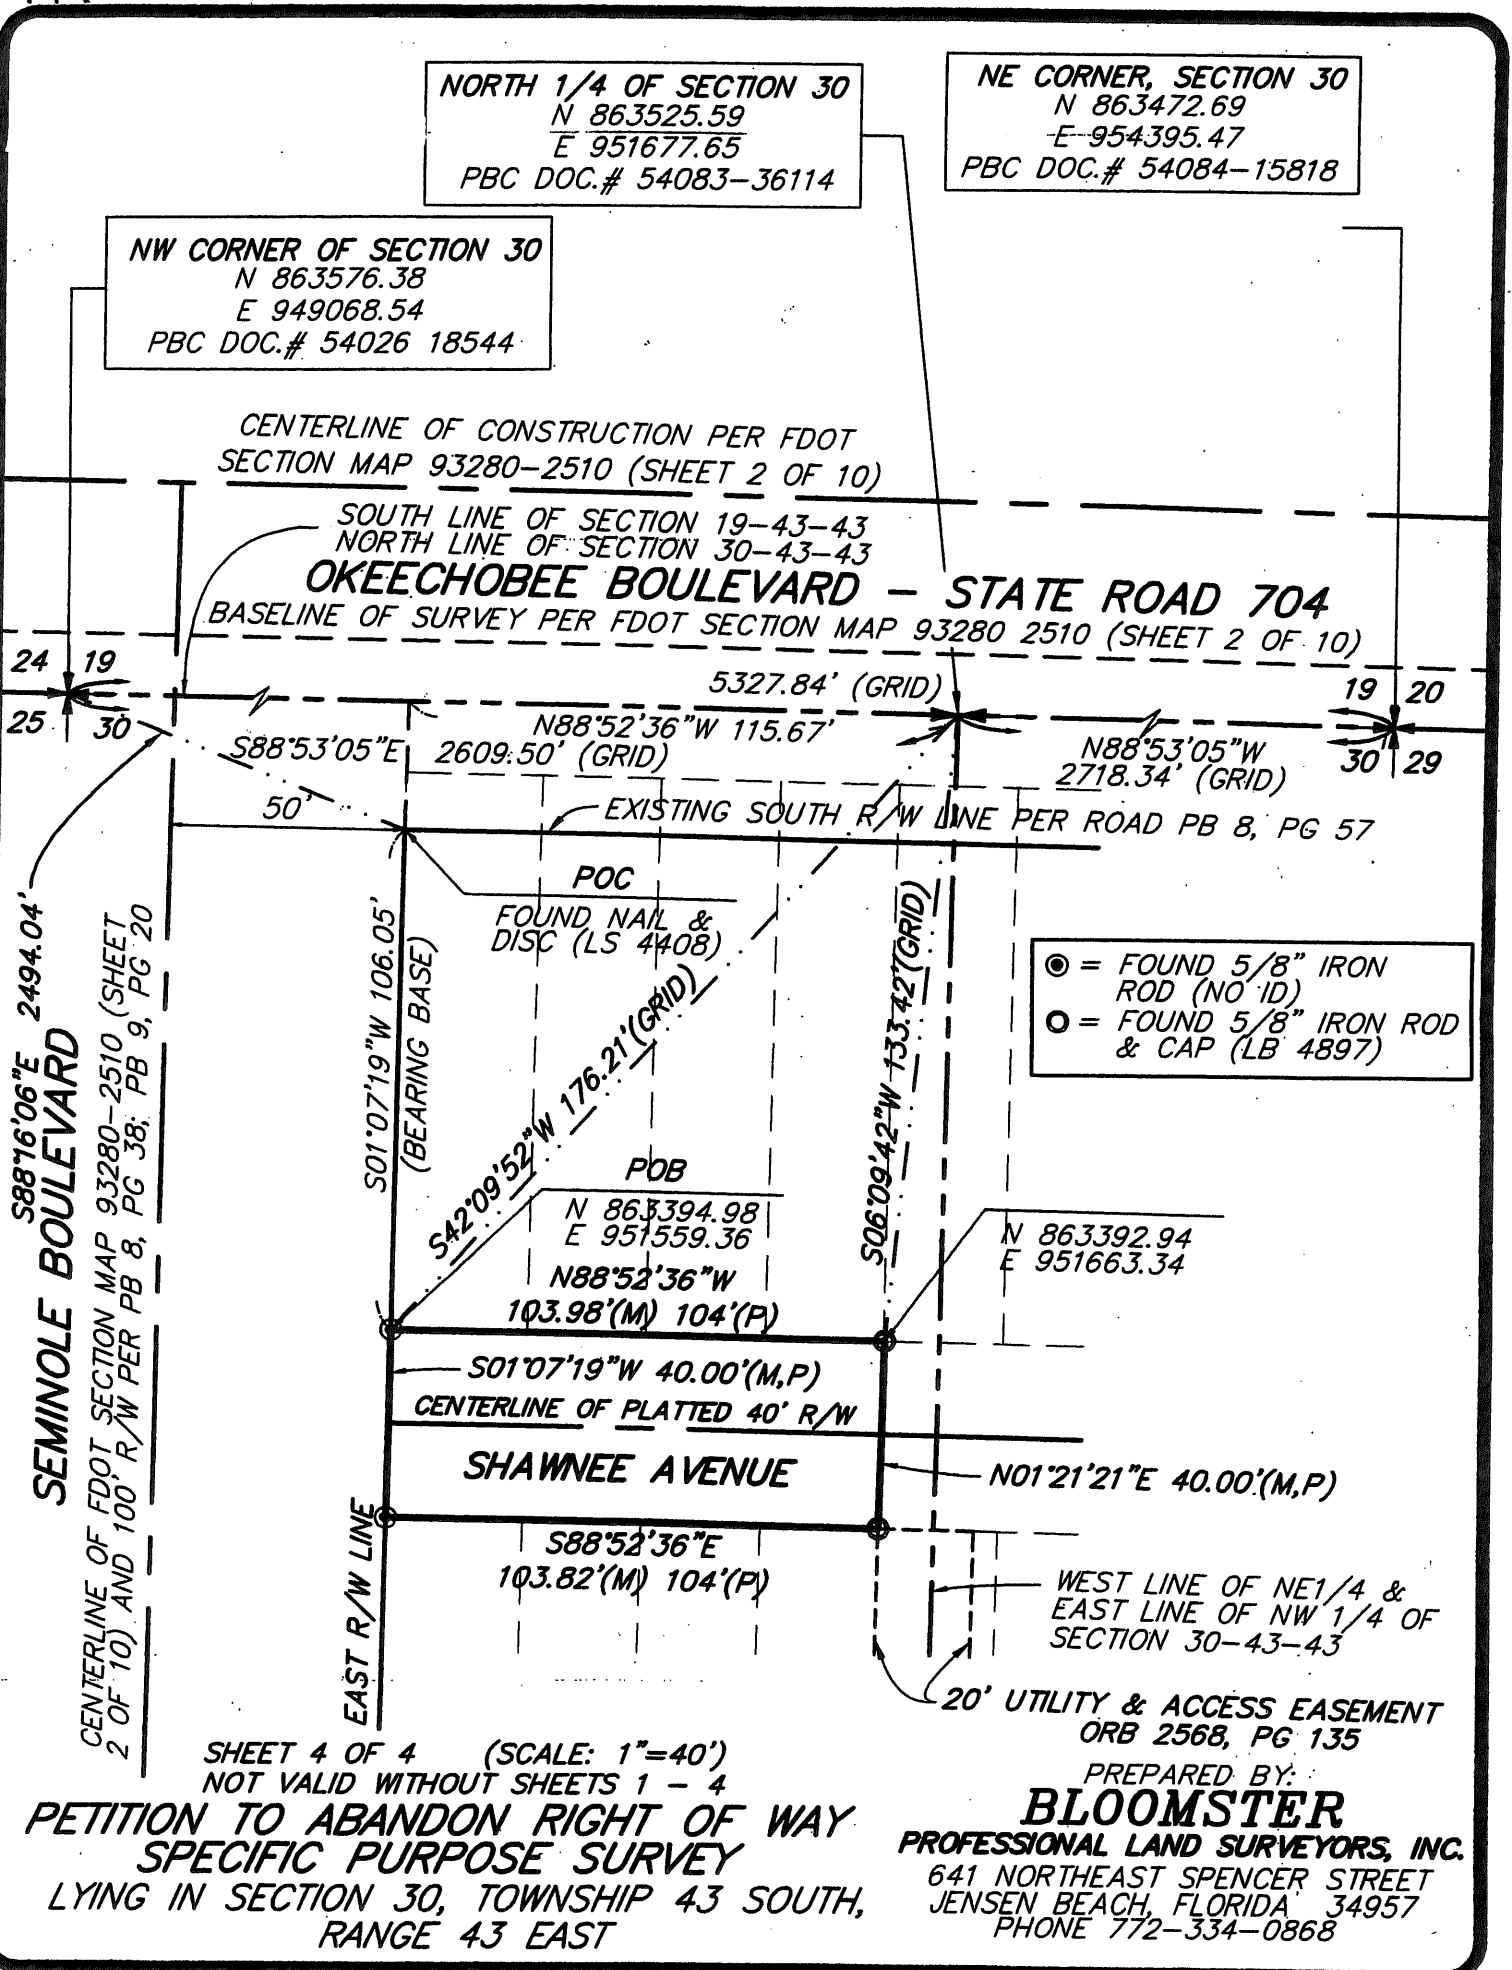 NORTH 1/4 OF SECTION 30
N 863525.59
E 951677.65
PBC DOC.# 54083-36114
NE CORNER, SECTION 30
N 863472.69
E 954395.47
PBC DOC.# 54084-15818
NW CORNER OF SECTION 30
N 863576.38
E 949068.54
PBC DOC.# 54026 18544
CENTERLINE OF CONSTRUCTION PER FDOT
SECTION MAP 93280-2510 (SHEET 2 OF 10)
SOUTH LINE OF SECTION 19-43-43
NORTH LINE OF SECTION 30-43-43
OKEECHOBEE BOULEVARD - STATE ROAD 704
BASELINE OF SURVEY PER FDOT SECTION MAP 93280 2510 (SHEET 2 OF 10)
24 19
25 30
5327.84' (GRID)
19 20
30 29
N88°52'36"W 115.67'
S88°53'05"E 2609.50' (GRID)
N88°53'05"W
2718.34' (GRID)
50'
EXISTING SOUTH R/W LINE PER ROAD PB 8, PG 57
POC
FOUND NAIL &
DISC (LS 4408)
S88°16'06"E 2494.04'
SEMINOLE BOULEVARD
CENTERLINE OF FDOT SECTION MAP 93280-2510 (SHEET
2 OF 10) AND 100' R/W PER PB 8, PG 38; PB 9, PG 20
S01°07'19"W 106.05'
(BEARING BASE)
S42°09'52"W 176.21'(GRID)
S06°09'42"W 133.42'(GRID)
= FOUND 5/8" IRON
ROD (NO ID)
= FOUND 5/8" IRON ROD
& CAP (LB 4897)
POB
N 863394.98
E 951559.36
N 863392.94
E 951663.34
N88°52'36"W
103.98'(M) 104'(P)
S01°07'19"W 40.00'(M,P)
CENTERLINE OF PLATTED 40' R/W
SHAWNEE AVENUE
N01°21'21"E 40.00'(M,P)
EAST R/W LINE
S88°52'36"E
103.82'(M) 104'(P)
WEST LINE OF NE1/4 &
EAST LINE OF NW 1/4 OF
SECTION 30-43-43
20' UTILITY & ACCESS EASEMENT
ORB 2568, PG 135
SHEET 4 OF 4 (SCALE: 1"=40')
NOT VALID WITHOUT SHEETS 1 - 4
PETITION TO ABANDON RIGHT OF WAY
SPECIFIC PURPOSE SURVEY
LYING IN SECTION 30, TOWNSHIP 43 SOUTH,
RANGE 43 EAST
PREPARED BY:
BLOOMSTER
PROFESSIONAL LAND SURVEYORS, INC.
641 NORTHEAST SPENCER STREET
JENSEN BEACH, FLORIDA 34957
PHONE 772-334-0868